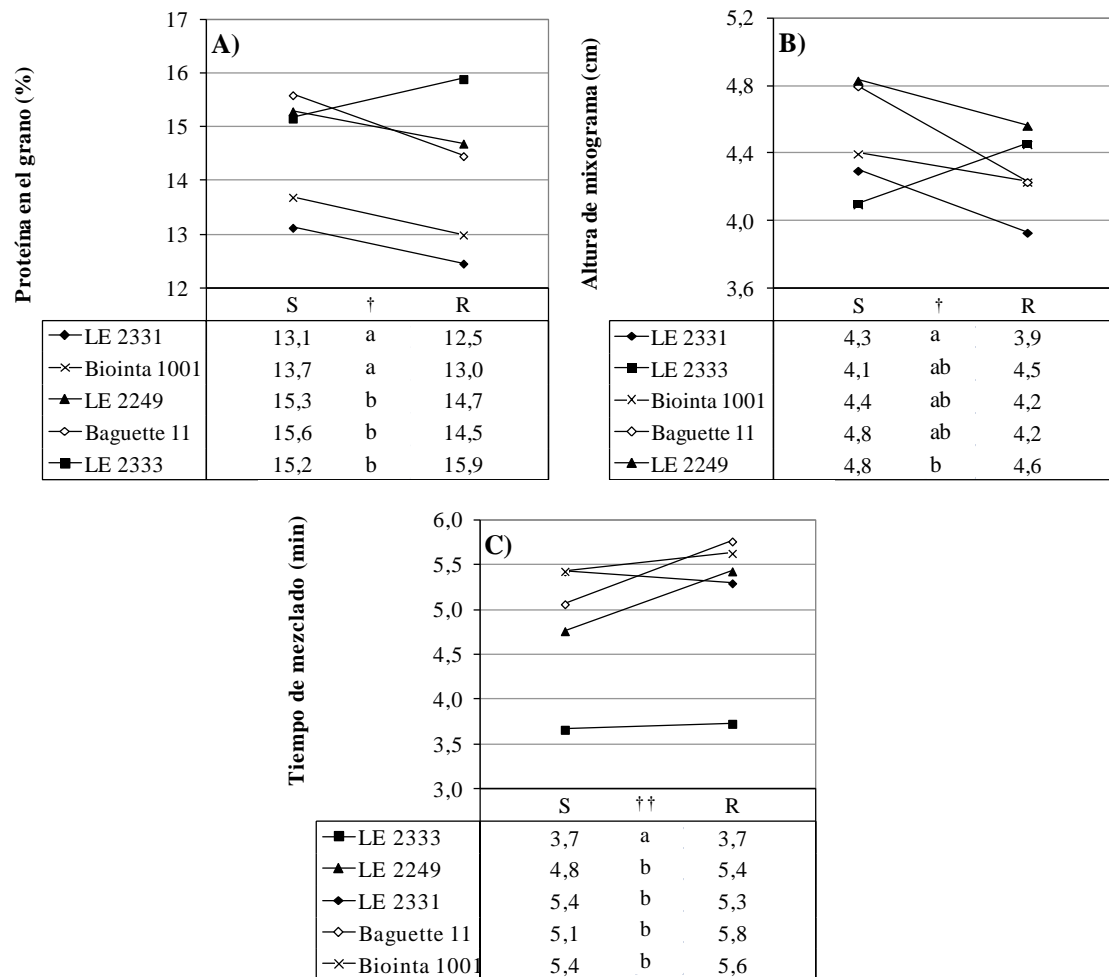 A)
Proteína en el grano (%)
17
16
15
14
13
12
S † R
LE 2331 13,1 a 12,5
Biointa 1001 13,7 a 13,0
LE 2249 15,3 b 14,7
Baguette 11 15,6 b 14,5
LE 2333 15,2 b 15,9
B)
Altura de mixograma (cm)
5,2
4,8
4,4
4,0
3,6
S † R
LE 2331 4,3 a 3,9
LE 2333 4,1 ab 4,5
Biointa 1001 4,4 ab 4,2
Baguette 11 4,8 ab 4,2
LE 2249 4,8 b 4,6
C)
Tiempo de mezclado (min)
6,0
5,5
5,0
4,5
4,0
3,5
3,0
S †† R
LE 2333 3,7 a 3,7
LE 2249 4,8 b 5,4
LE 2331 5,4 b 5,3
Baguette 11 5,1 b 5,8
Biointa 1001 5,4 b 5,6